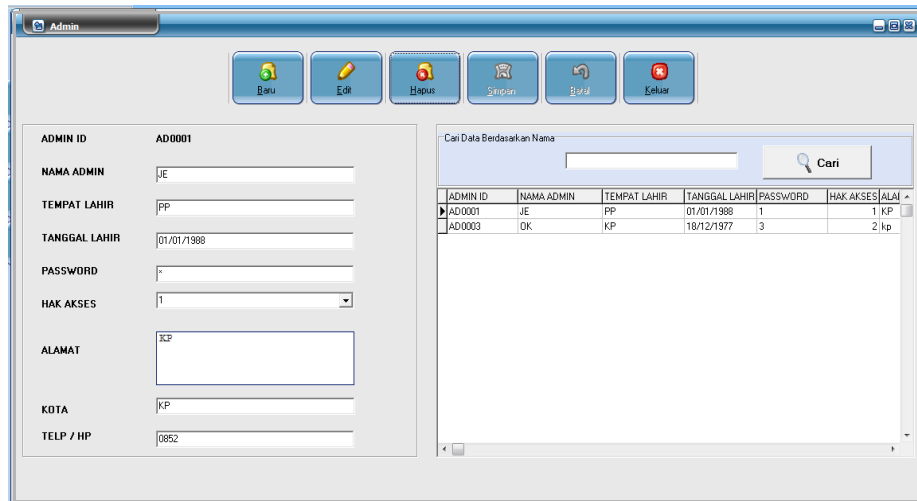 Admin
Baru Edit Hapus Simpan Batal Keluar
ADMIN ID AD0001
NAMA ADMIN JE
TEMPAT LAHIR PP
TANGGAL LAHIR 01/01/1988
PASSWORD ×
HAK AKSES 1
ALAMAT KP
KOTA KP
TELP / HP 0852
Cari Data Berdasarkan Nama
Cari
ADMIN ID NAMA ADMIN TEMPAT LAHIR TANGGAL LAHIR PASSWORD HAK AKSES ALA
AD0001 JE PP 01/01/1988 1 1 KP
AD0003 OK KP 18/12/1977 3 2 kp